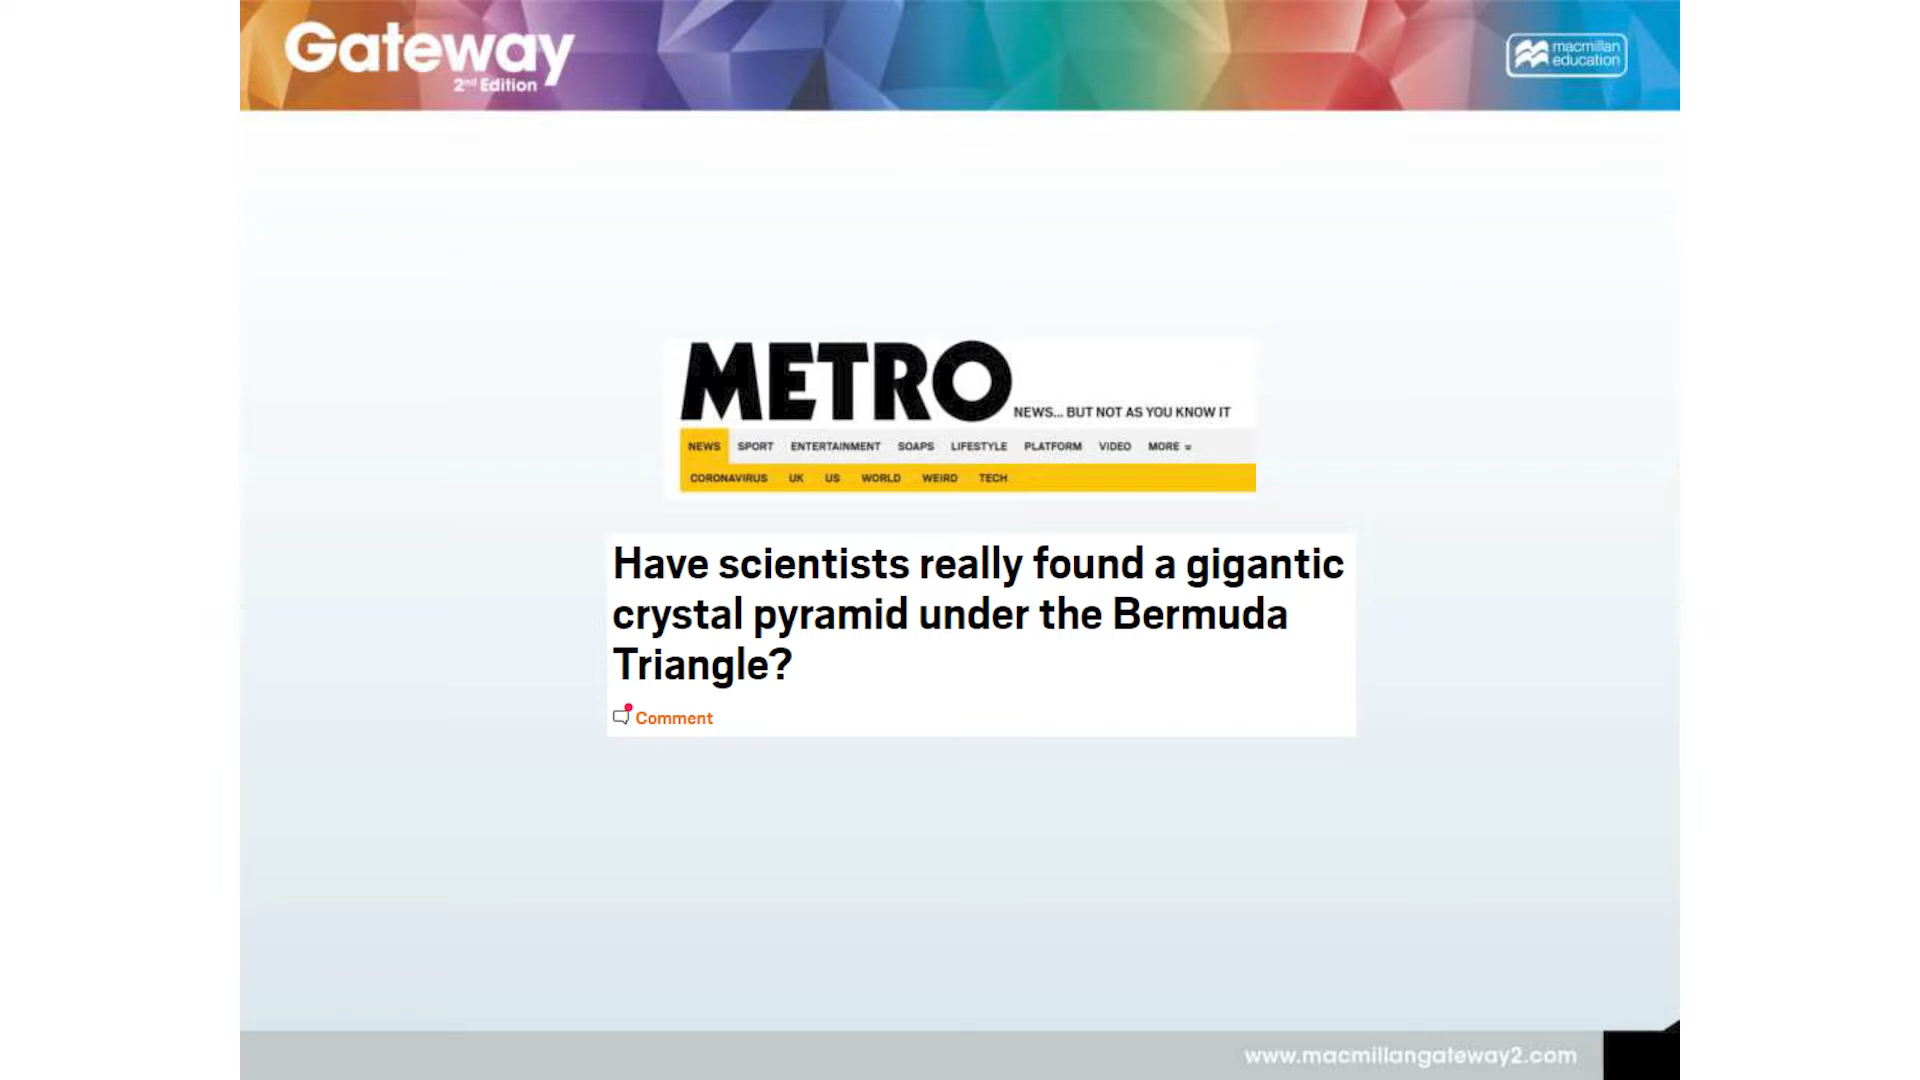 Gateway
2nd Edition
macmillan
education
METRO
NEWS... BUT NOT AS YOU KNOW IT
NEWS SPORT ENTERTAINMENT SOAPS LIFESTYLE PLATFORM VIDEO MORE
CORONAVIRUS UK US WORLD WEIRD TECH
Have scientists really found a gigantic
crystal pyramid under the Bermuda
Triangle?
Comment
www.macmillangateway2.com